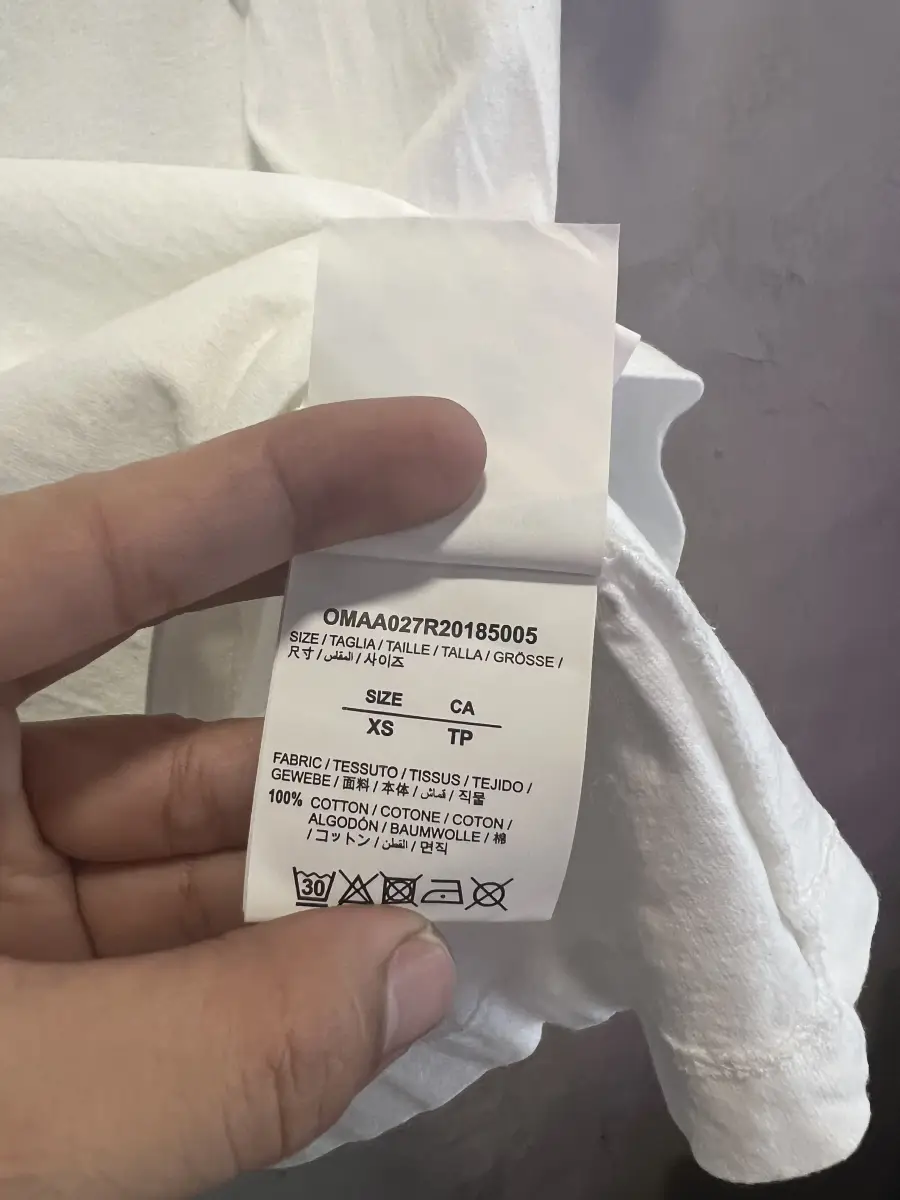 OMAA027R20185005
SIZE / TAGLIA / TAILLE / TALLA / GRÖSSE /
尺寸 / المقاس / 사이즈
SIZE CA
XS TP
FABRIC / TESSUTO / TISSUS / TEJIDO /
GEWEBE / 面料 / 本体 / قماش / 직물
100% COTTON / COTONE / COTON /
ALGODÓN / BAUMWOLLE / 棉
/ コットン / القطن / 면직
30